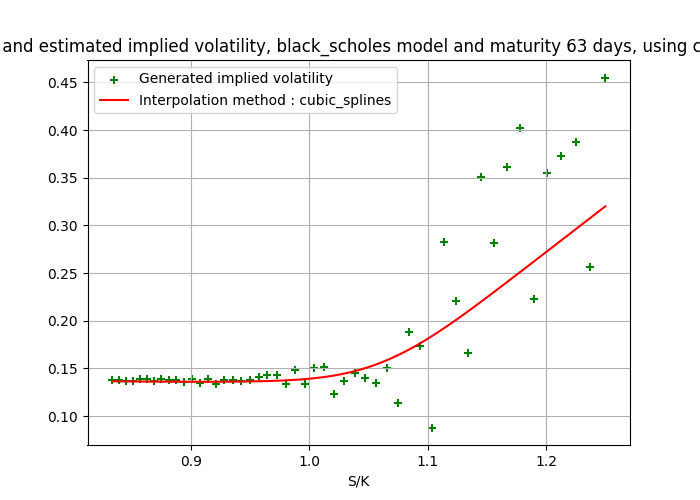 and estimated implied volatility, black_scholes model and maturity 63 days, using c
Generated implied volatility
Interpolation method : cubic_splines
0.45
0.40
0.35
0.30
0.25
0.20
0.15
0.10
0.9 1.0 1.1 1.2
S/K